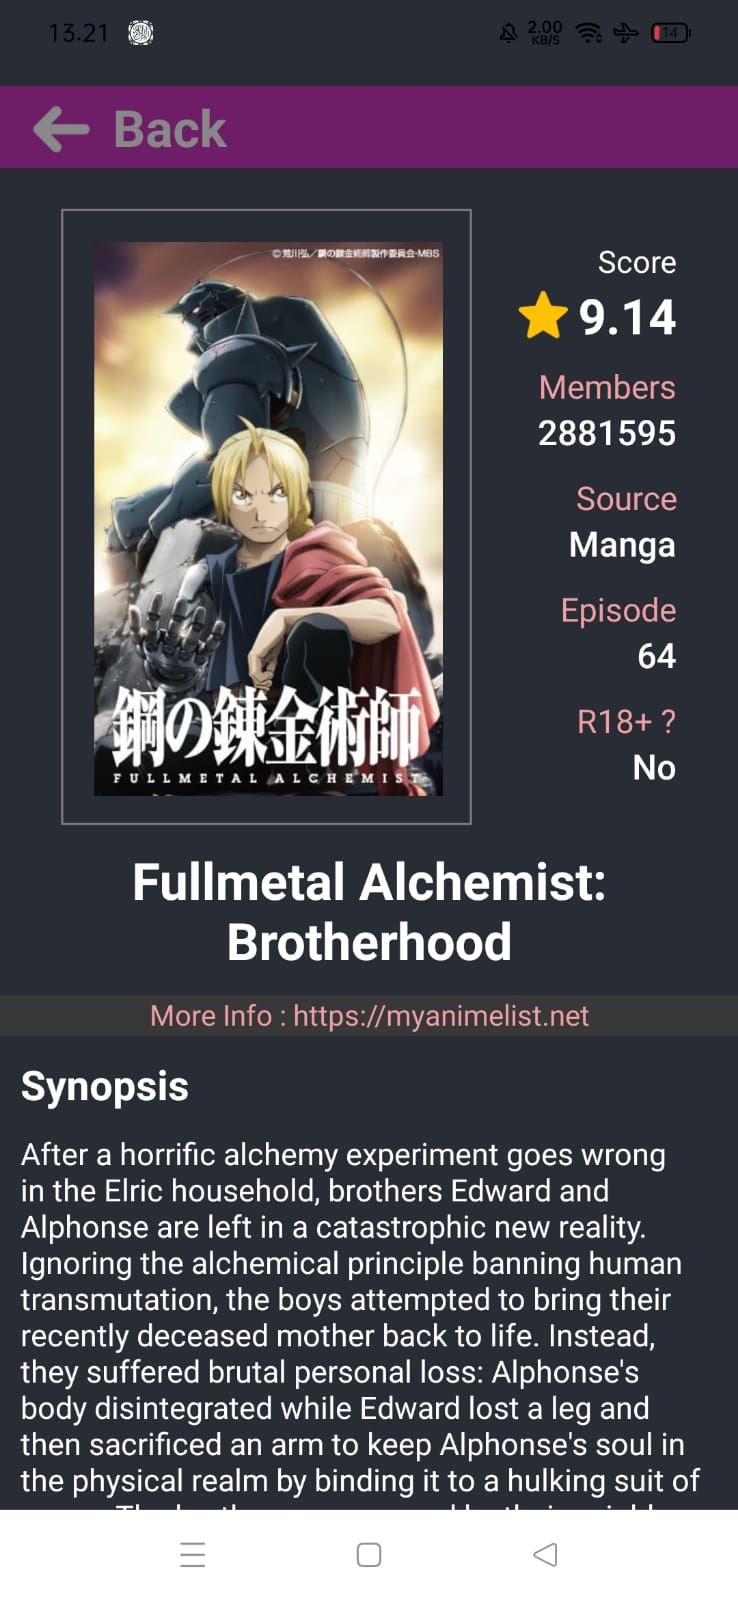 13.21
2.00
KB/S
14
Back
©荒川弘/鋼の錬金術師製作委員会・MBS
鋼の錬金術師
FULLMETAL ALCHEMIST
Score
9.14
Members
2881595
Source
Manga
Episode
64
R18+ ?
No
Fullmetal Alchemist:
Brotherhood
More Info : https://myanimelist.net
Synopsis
After a horrific alchemy experiment goes wrong
in the Elric household, brothers Edward and
Alphonse are left in a catastrophic new reality.
Ignoring the alchemical principle banning human
transmutation, the boys attempted to bring their
recently deceased mother back to life. Instead,
they suffered brutal personal loss: Alphonse's
body disintegrated while Edward lost a leg and
then sacrificed an arm to keep Alphonse's soul in
the physical realm by binding it to a hulking suit of